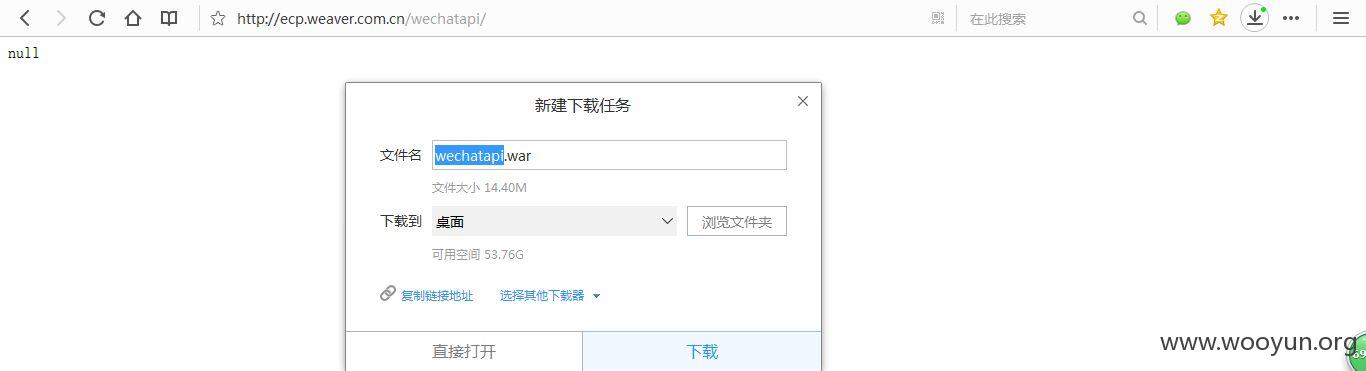 http://ecp.weaver.com.cn/wechatapi/
在此搜索
null
新建下载任务
文件名 wechatapi.war
文件大小 14.40M
下载到 桌面 浏览文件夹
可用空间 53.76G
复制链接地址 选择其他下载器
直接打开 下载
www.wooyun.org